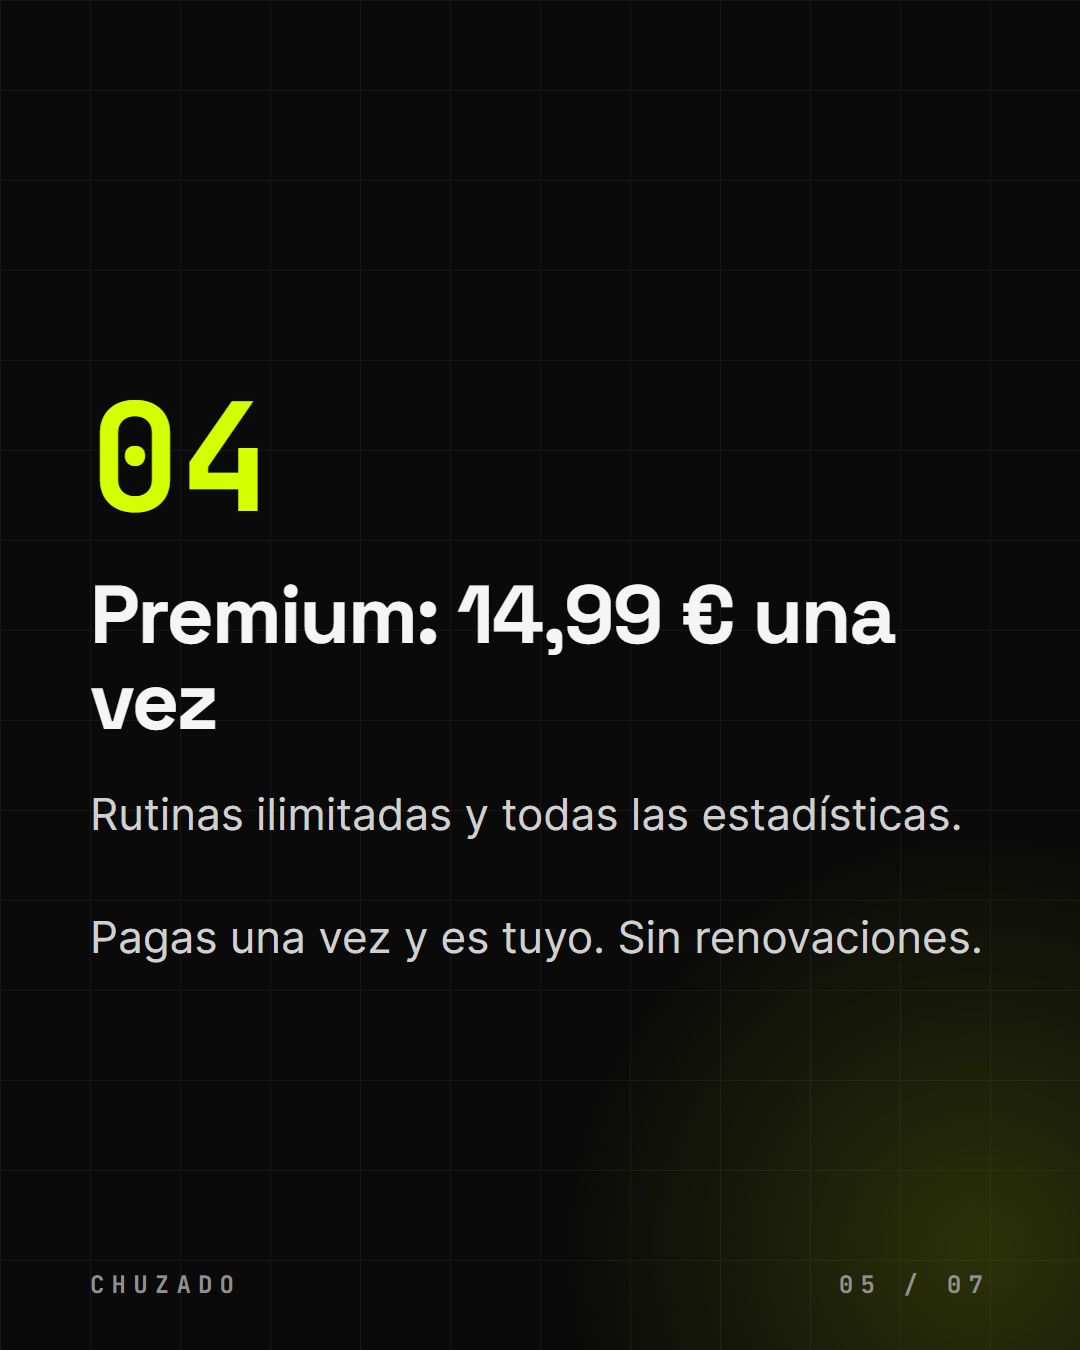 04
Premium: 14,99 € una
vez
Rutinas ilimitadas y todas las estadísticas.
Pagas una vez y es tuyo. Sin renovaciones.
CHUZADO
05 / 07